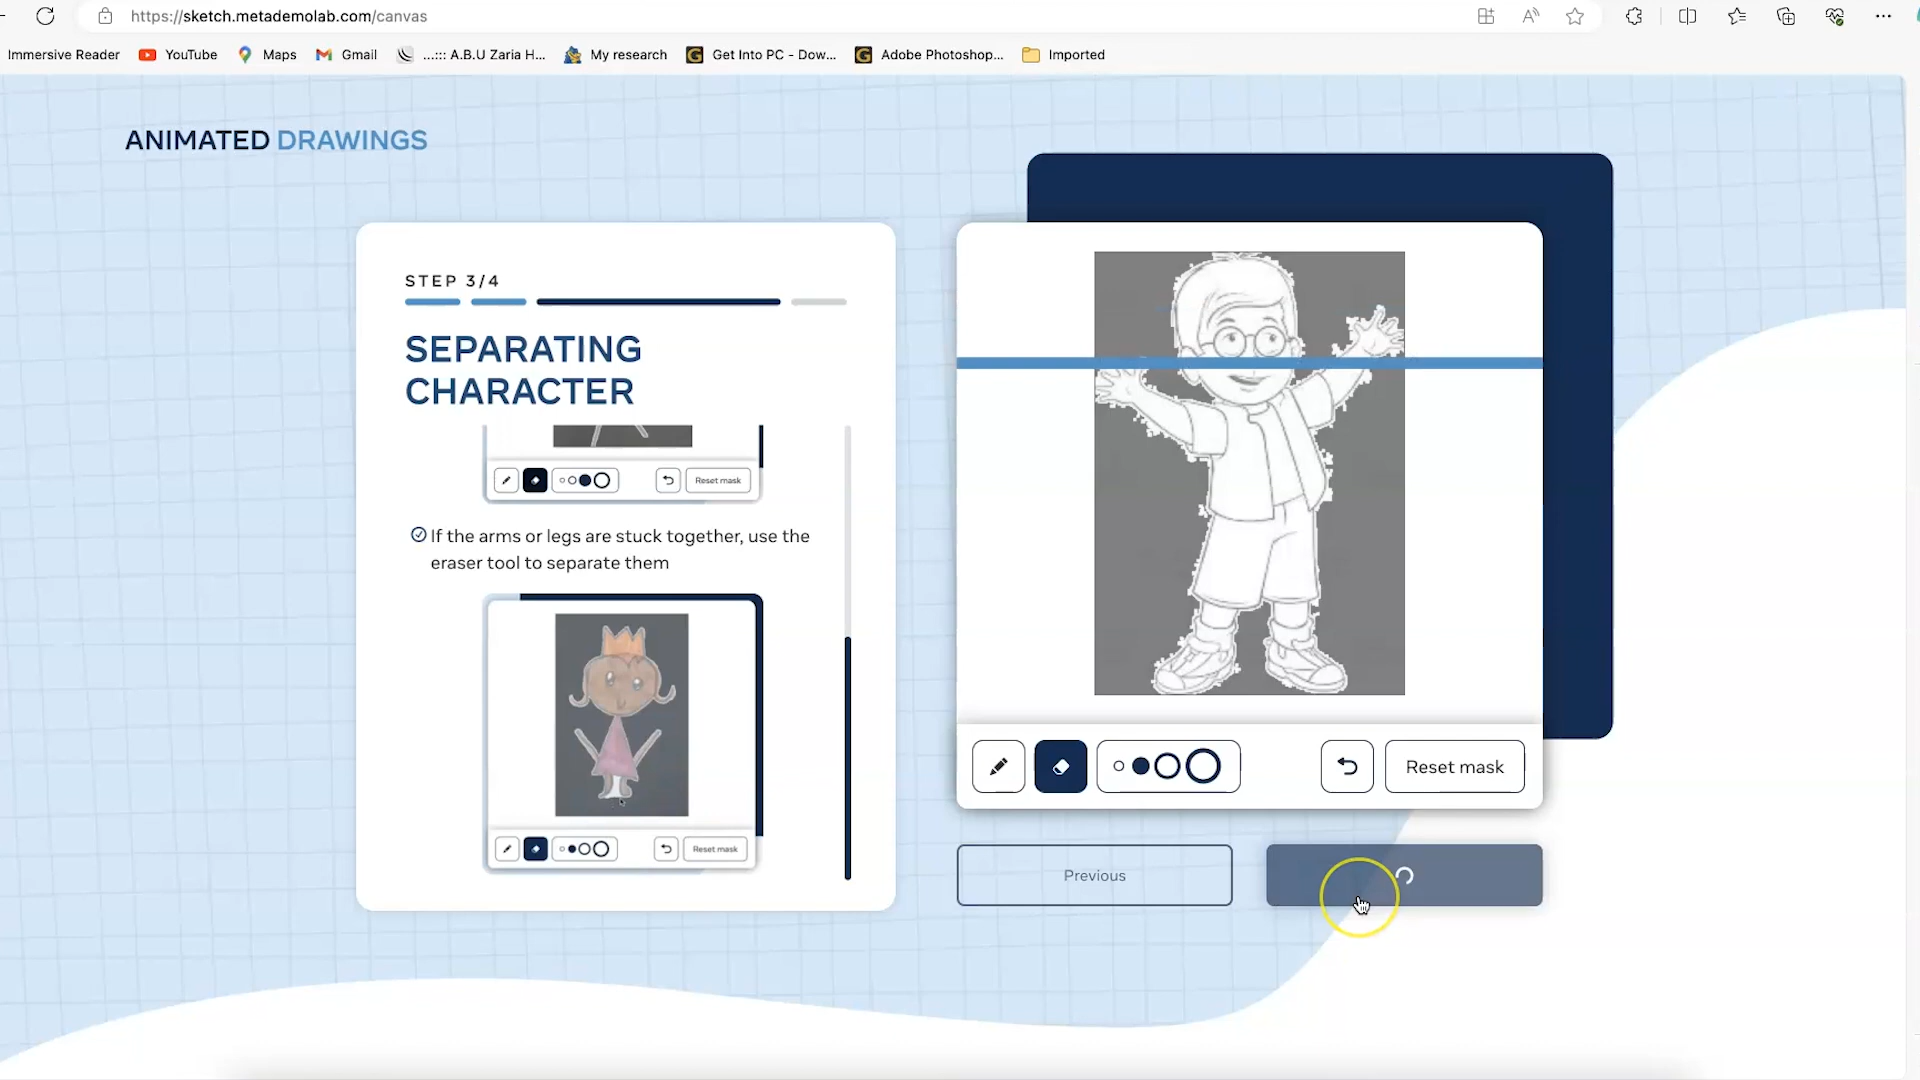 https://sketch.metademolab.com/canvas
Immersive Reader YouTube Maps Gmail ...::: A.B.U Zaria H... My research Get Into PC - Dow... Adobe Photoshop... Imported
ANIMATED DRAWINGS
STEP 3/4
SEPARATING
CHARACTER
Reset mask
If the arms or legs are stuck together, use the
eraser tool to separate them
Reset mask
Reset mask
Previous